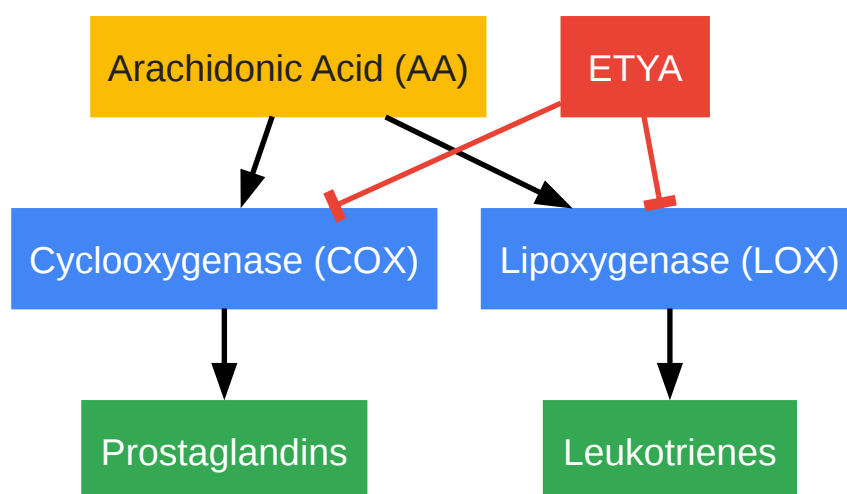 Arachidonic Acid (AA)
ETYA
Cyclooxygenase (COX)
Lipoxygenase (LOX)
Prostaglandins
Leukotrienes